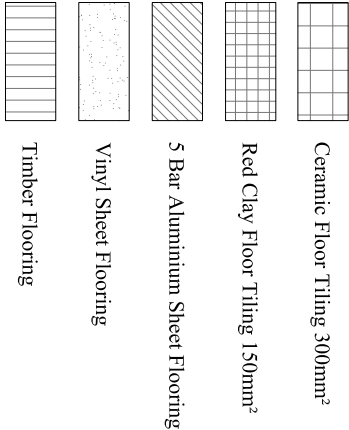 Ceramic Floor Tiling 300mm²
Red Clay Floor Tiling 150mm²
5 Bar Aluminium Sheet Flooring
Vinyl Sheet Flooring
Timber Flooring